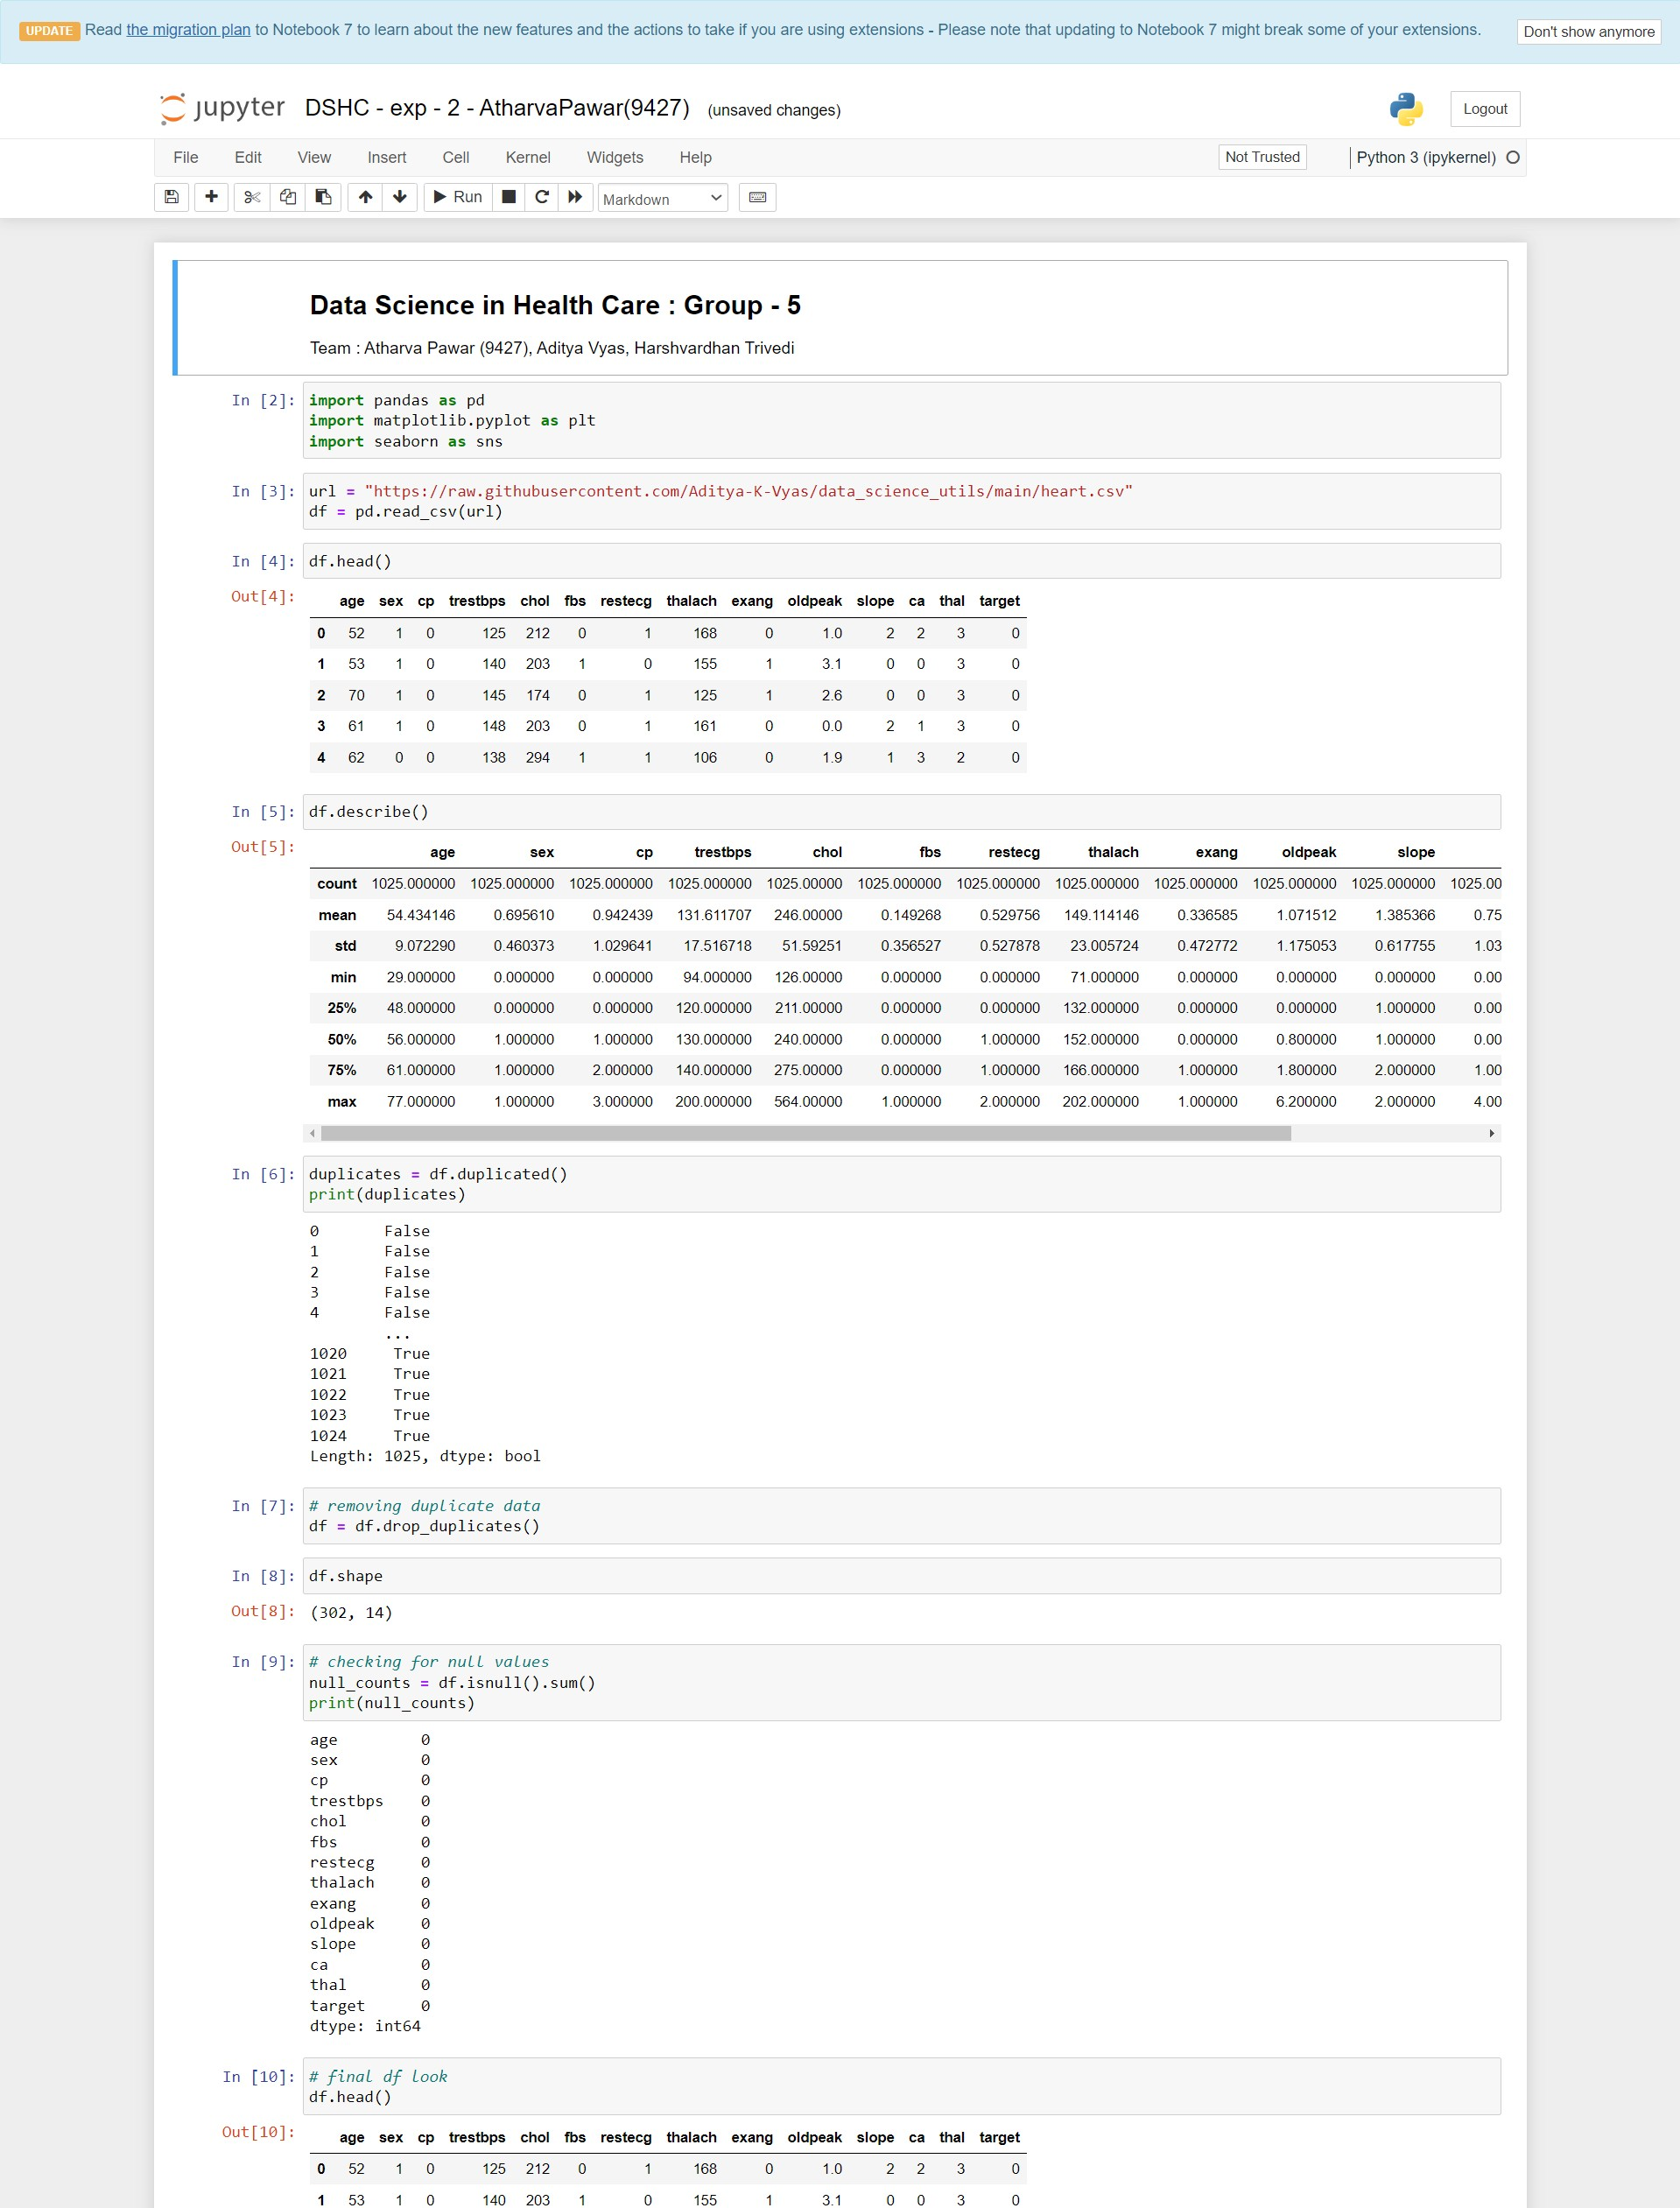 UPDATE Read the migration plan to Notebook 7 to learn about the new features and the actions to take if you are using extensions - Please note that updating to Notebook 7 might break some of your extensions. Don't show anymore
jupyter DSHC - exp - 2 - AtharvaPawar(9427) (unsaved changes) Logout
File Edit View Insert Cell Kernel Widgets Help Not Trusted Python 3 (ipykernel)
Run Markdown
Data Science in Health Care : Group - 5
Team : Atharva Pawar (9427), Aditya Vyas, Harshvardhan Trivedi
In [2]: import pandas as pd
import matplotlib.pyplot as plt
import seaborn as sns
In [3]: url = "https://raw.githubusercontent.com/Aditya-K-Vyas/data_science_utils/main/heart.csv"
df = pd.read_csv(url)
In [4]: df.head()
Out[4]:
age sex cp trestbps chol fbs restecg thalach exang oldpeak slope ca thal target
0 52 1 0 125 212 0 1 168 0 1.0 2 2 3 0
1 53 1 0 140 203 1 0 155 1 3.1 0 0 3 0
2 70 1 0 145 174 0 1 125 1 2.6 0 0 3 0
3 61 1 0 148 203 0 1 161 0 0.0 2 1 3 0
4 62 0 0 138 294 1 1 106 0 1.9 1 3 2 0
In [5]: df.describe()
Out[5]:
age sex cp trestbps chol fbs restecg thalach exang oldpeak slope
count 1025.000000 1025.000000 1025.000000 1025.000000 1025.00000 1025.000000 1025.000000 1025.000000 1025.000000 1025.000000 1025.000000 1025.00
mean 54.434146 0.695610 0.942439 131.611707 246.00000 0.149268 0.529756 149.114146 0.336585 1.071512 1.385366 0.75
std 9.072290 0.460373 1.029641 17.516718 51.59251 0.356527 0.527878 23.005724 0.472772 1.175053 0.617755 1.03
min 29.000000 0.000000 0.000000 94.000000 126.00000 0.000000 0.000000 71.000000 0.000000 0.000000 0.000000 0.00
25% 48.000000 0.000000 0.000000 120.000000 211.00000 0.000000 0.000000 132.000000 0.000000 0.000000 1.000000 0.00
50% 56.000000 1.000000 1.000000 130.000000 240.00000 0.000000 1.000000 152.000000 0.000000 0.800000 1.000000 0.00
75% 61.000000 1.000000 2.000000 140.000000 275.00000 0.000000 1.000000 166.000000 1.000000 1.800000 2.000000 1.00
max 77.000000 1.000000 3.000000 200.000000 564.00000 1.000000 2.000000 202.000000 1.000000 6.200000 2.000000 4.00
In [6]: duplicates = df.duplicated()
print(duplicates)
0 False
1 False
2 False
3 False
4 False
...
1020 True
1021 True
1022 True
1023 True
1024 True
Length: 1025, dtype: bool
In [7]: # removing duplicate data
df = df.drop_duplicates()
In [8]: df.shape
Out[8]: (302, 14)
In [9]: # checking for null values
null_counts = df.isnull().sum()
print(null_counts)
age 0
sex 0
cp 0
trestbps 0
chol 0
fbs 0
restecg 0
thalach 0
exang 0
oldpeak 0
slope 0
ca 0
thal 0
target 0
dtype: int64
In [10]: # final df look
df.head()
Out[10]:
age sex cp trestbps chol fbs restecg thalach exang oldpeak slope ca thal target
0 52 1 0 125 212 0 1 168 0 1.0 2 2 3 0
1 53 1 0 140 203 1 0 155 1 3.1 0 0 3 0